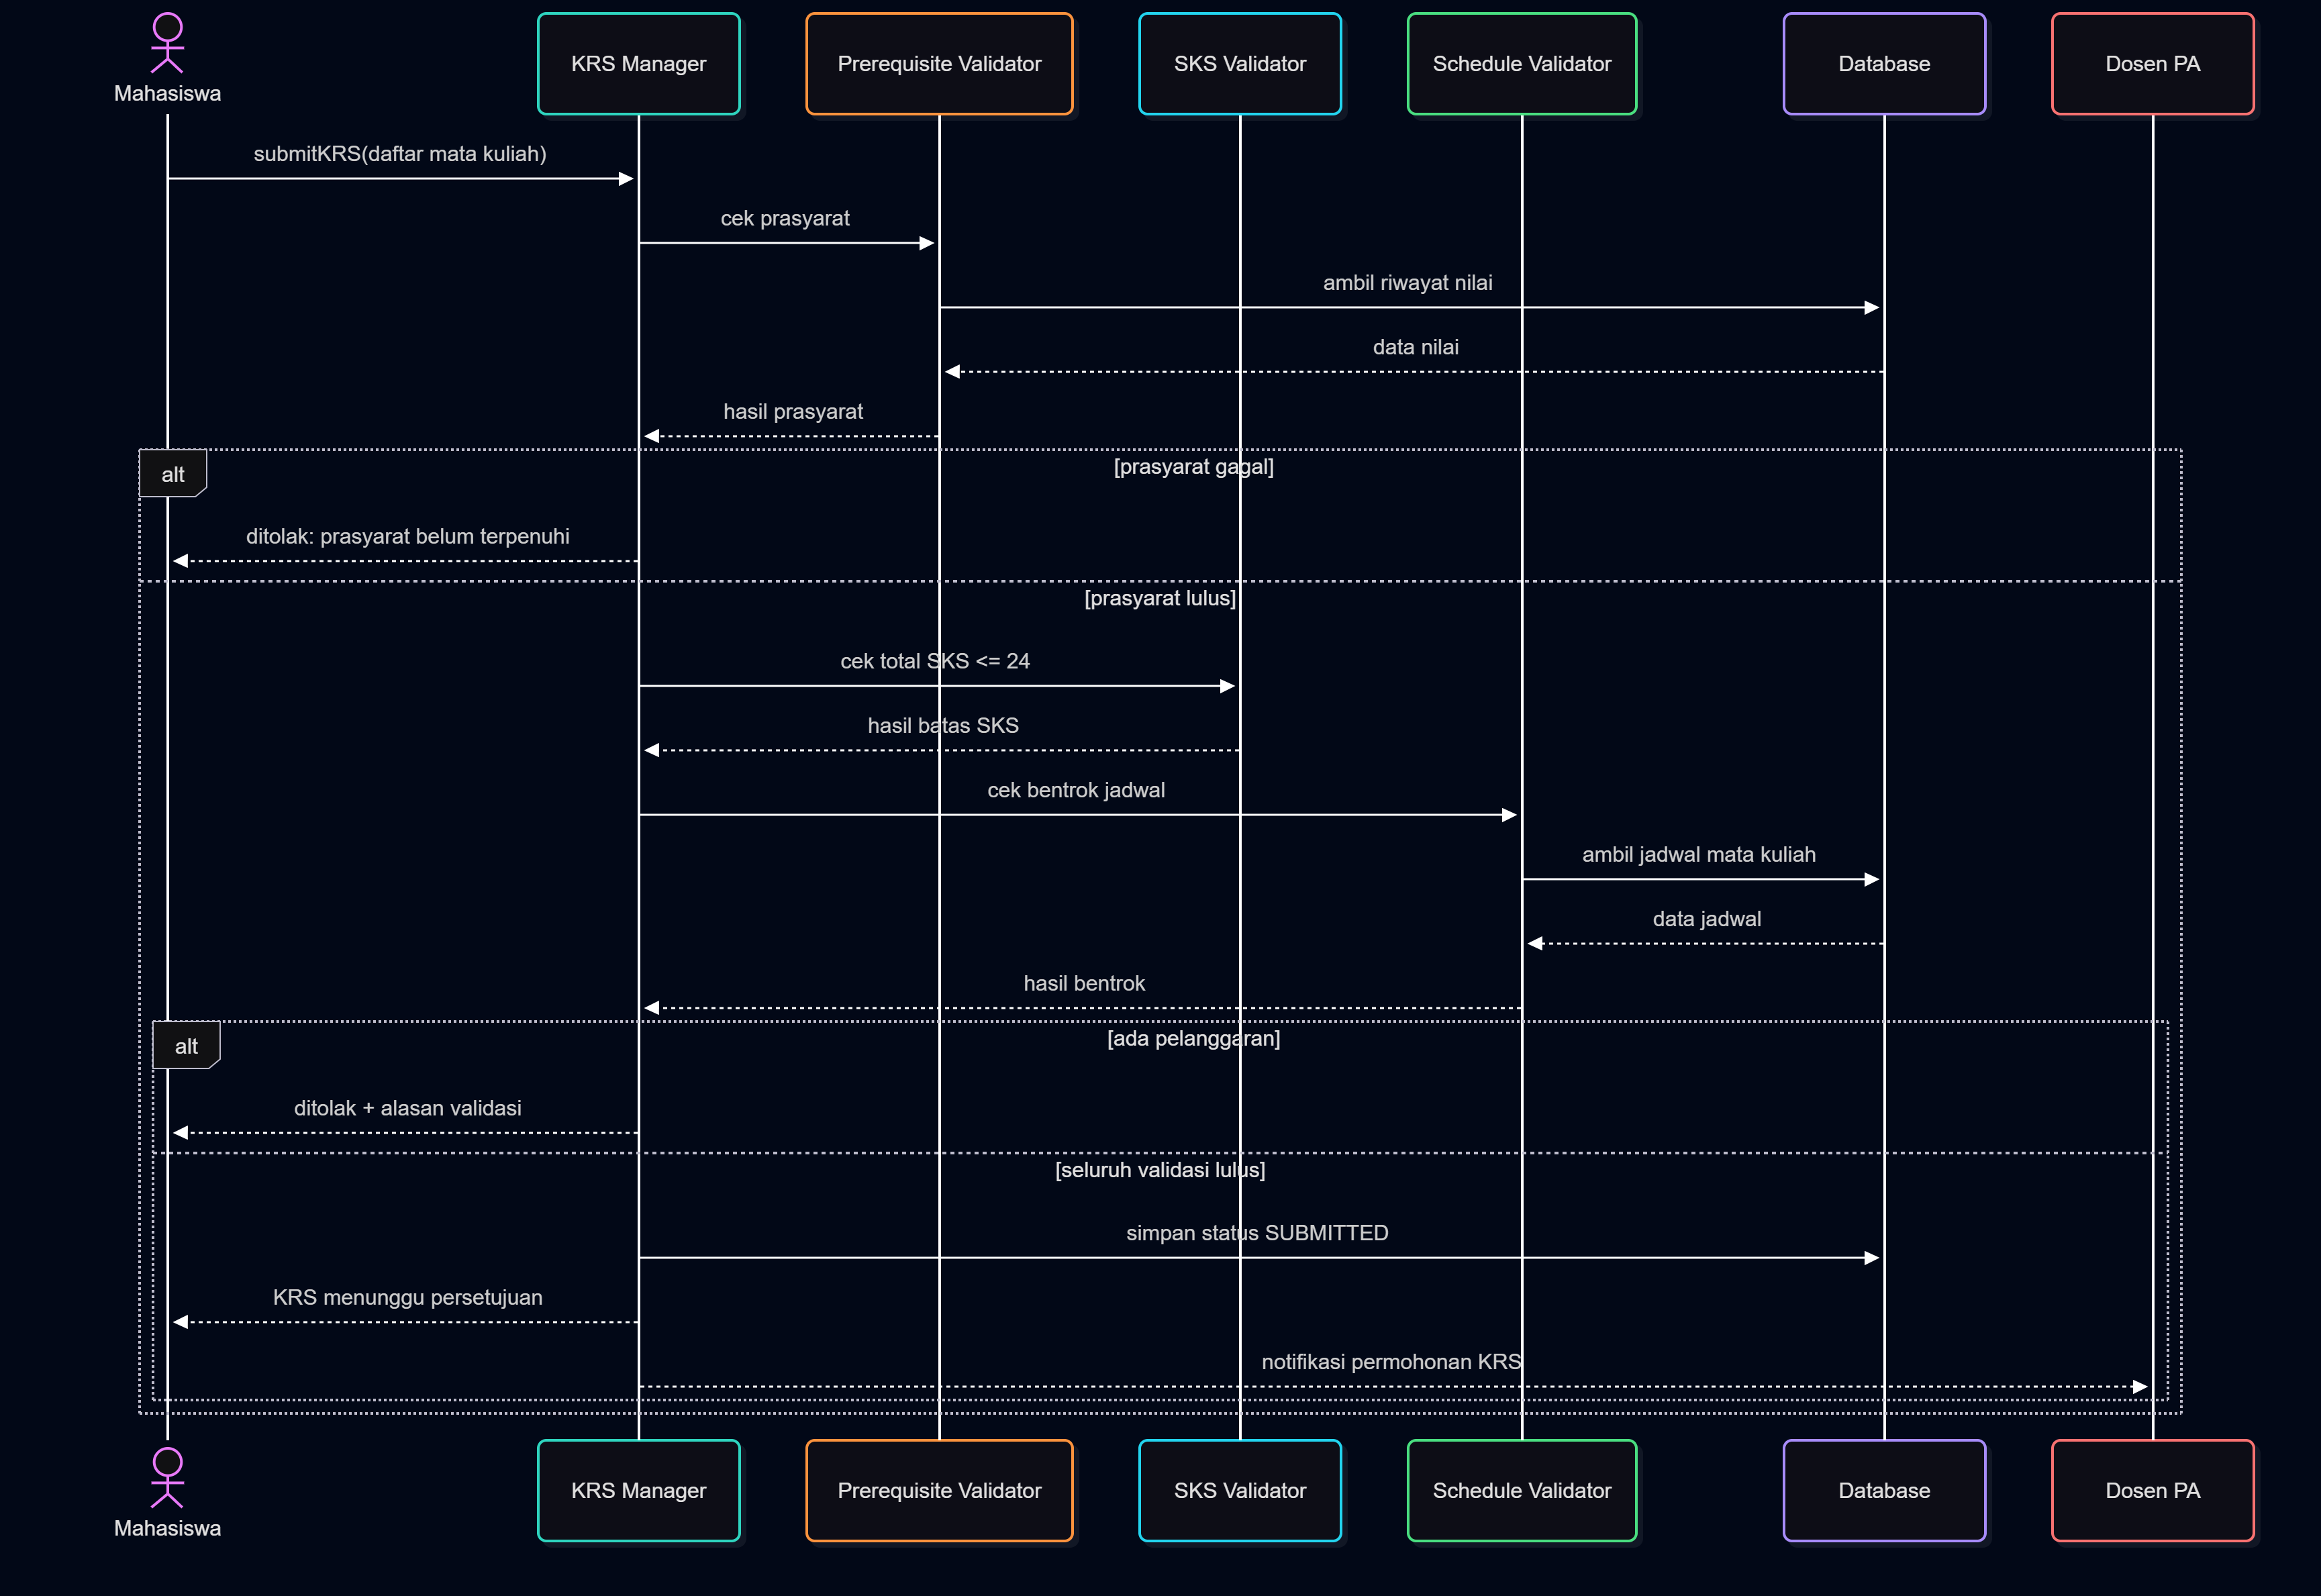 Mahasiswa
KRS Manager
Prerequisite Validator
SKS Validator
Schedule Validator
Database
Dosen PA
submitKRS(daftar mata kuliah)
cek prasyarat
ambil riwayat nilai
data nilai
hasil prasyarat
alt
[prasyarat gagal]
ditolak: prasyarat belum terpenuhi
[prasyarat lulus]
cek total SKS <= 24
hasil batas SKS
cek bentrok jadwal
ambil jadwal mata kuliah
data jadwal
hasil bentrok
alt
[ada pelanggaran]
ditolak + alasan validasi
[seluruh validasi lulus]
simpan status SUBMITTED
KRS menunggu persetujuan
notifikasi permohonan KRS
Mahasiswa
KRS Manager
Prerequisite Validator
SKS Validator
Schedule Validator
Database
Dosen PA